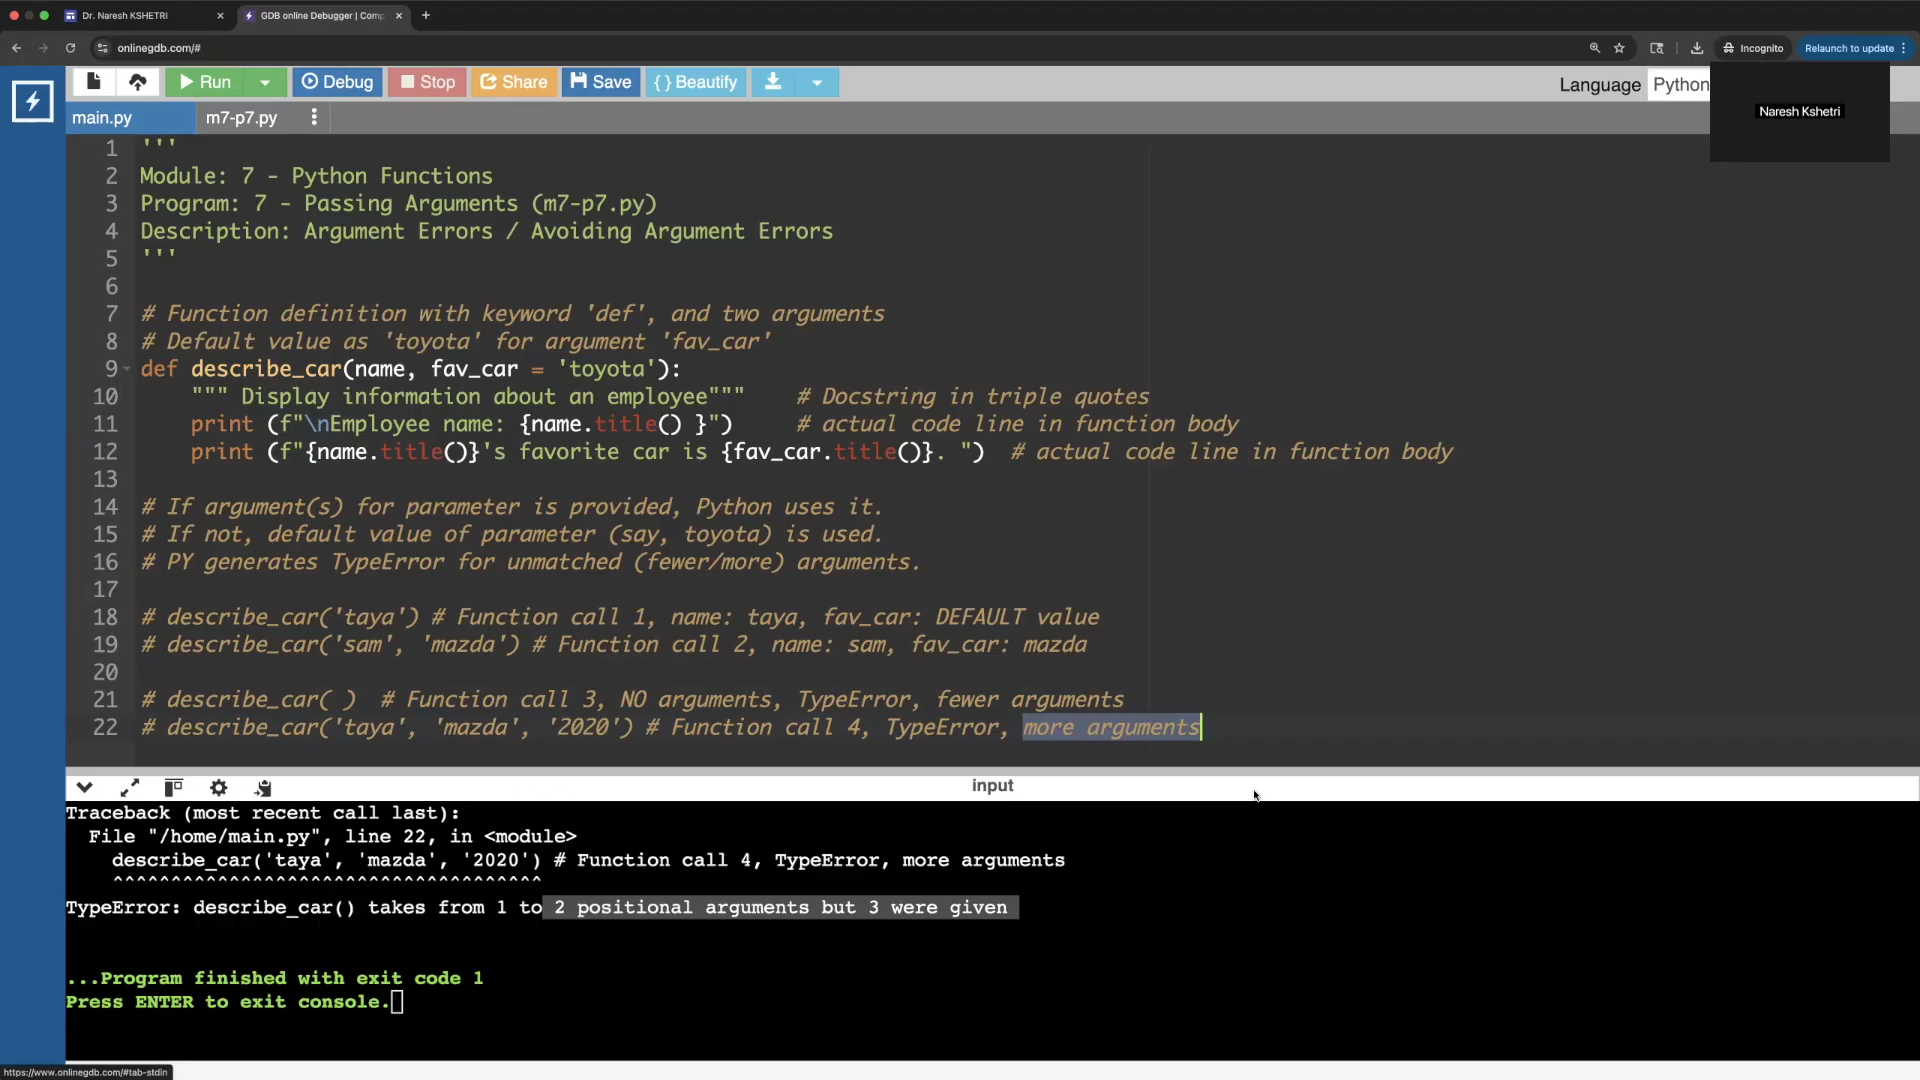 Dr. Naresh KSHETRI
GDB online Debugger | Comp
onlinegdb.com/#
Incognito
Relaunch to update
Run
Debug
Stop
Share
Save
{ } Beautify
Language
Python
Naresh Kshetri
main.py
m7-p7.py
1 '''
2 Module: 7 - Python Functions
3 Program: 7 - Passing Arguments (m7-p7.py)
4 Description: Argument Errors / Avoiding Argument Errors
5 '''
6
7 # Function definition with keyword 'def', and two arguments
8 # Default value as 'toyota' for argument 'fav_car'
9 def describe_car(name, fav_car = 'toyota'):
10 """ Display information about an employee""" # Docstring in triple quotes
11 print (f"\nEmployee name: {name.title() }") # actual code line in function body
12 print (f"{name.title()}'s favorite car is {fav_car.title()}. ") # actual code line in function body
13
14 # If argument(s) for parameter is provided, Python uses it.
15 # If not, default value of parameter (say, toyota) is used.
16 # PY generates TypeError for unmatched (fewer/more) arguments.
17
18 # describe_car('taya') # Function call 1, name: taya, fav_car: DEFAULT value
19 # describe_car('sam', 'mazda') # Function call 2, name: sam, fav_car: mazda
20
21 # describe_car( ) # Function call 3, NO arguments, TypeError, fewer arguments
22 # describe_car('taya', 'mazda', '2020') # Function call 4, TypeError, more arguments
input
Traceback (most recent call last):
File "/home/main.py", line 22, in <module>
describe_car('taya', 'mazda', '2020') # Function call 4, TypeError, more arguments
^^^^^^^^^^^^^^^^^^^^^^^^^^^^^^^^^^^^^
TypeError: describe_car() takes from 1 to 2 positional arguments but 3 were given
...Program finished with exit code 1
Press ENTER to exit console.
https://www.onlinegdb.com/#tab-stdin